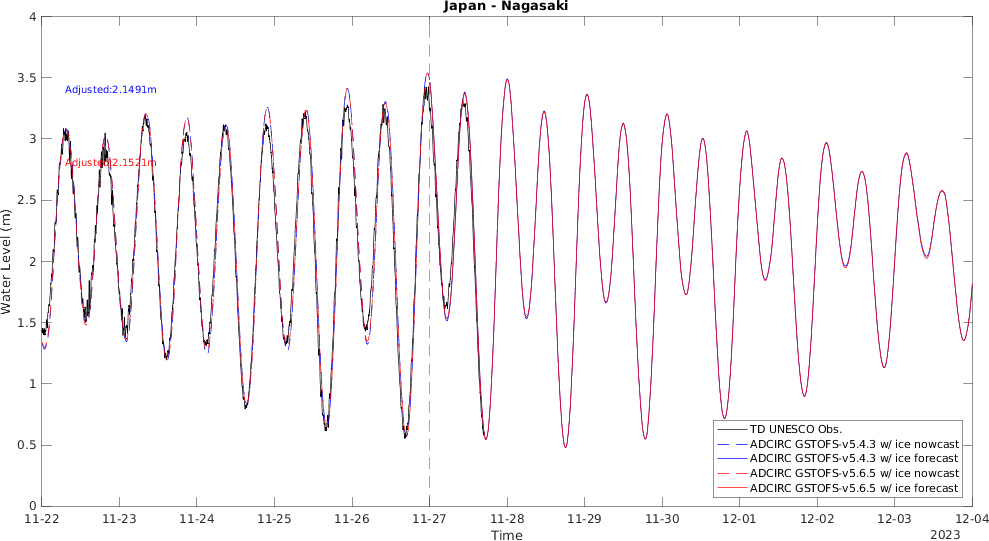 Japan - Nagasaki
4
3.5
3
2.5
2
1.5
1
0.5
0
Water Level (m)
Adjusted:2.1491m
Adjusted:2.1521m
TD UNESCO Obs.
ADCIRC GSTOFS-v5.4.3 w/ ice nowcast
ADCIRC GSTOFS-v5.4.3 w/ ice forecast
ADCIRC GSTOFS-v5.6.5 w/ ice nowcast
ADCIRC GSTOFS-v5.6.5 w/ ice forecast
11-22 11-23 11-24 11-25 11-26 11-27 11-28 11-29 11-30 12-01 12-02 12-03 12-04
Time
2023